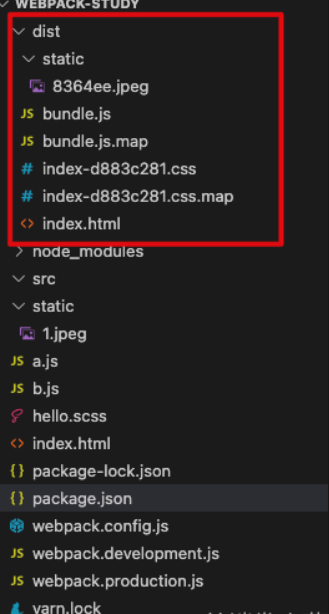 WEBPACK-STUDY
dist
static
8364ee.jpeg
JS bundle.js
JS bundle.js.map
# index-d883c281.css
# index-d883c281.css.map
<> index.html
node_modules
src
static
1.jpeg
JS a.js
JS b.js
hello.scss
<> index.html
{} package-lock.json
{} package.json
webpack.config.js
JS webpack.development.js
JS webpack.production.js
yarn.lock